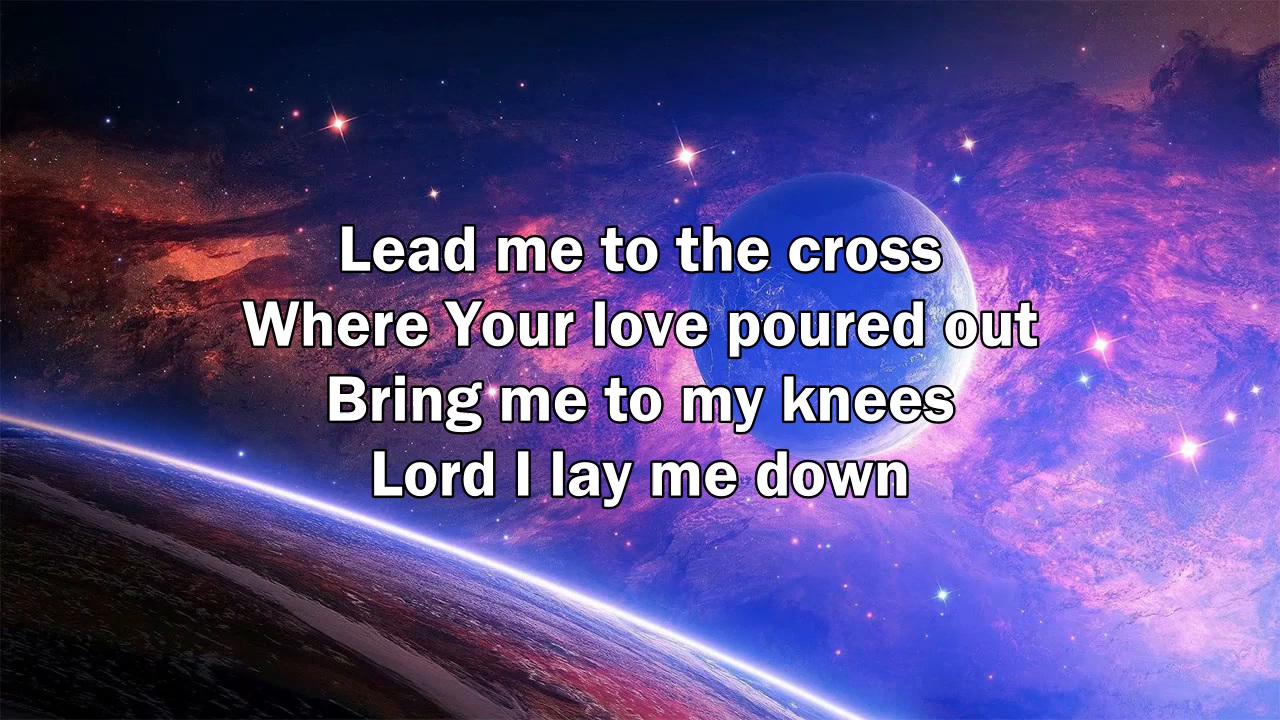 Lead me to the cross
Where Your love poured out
Bring me to my knees
Lord I lay me down